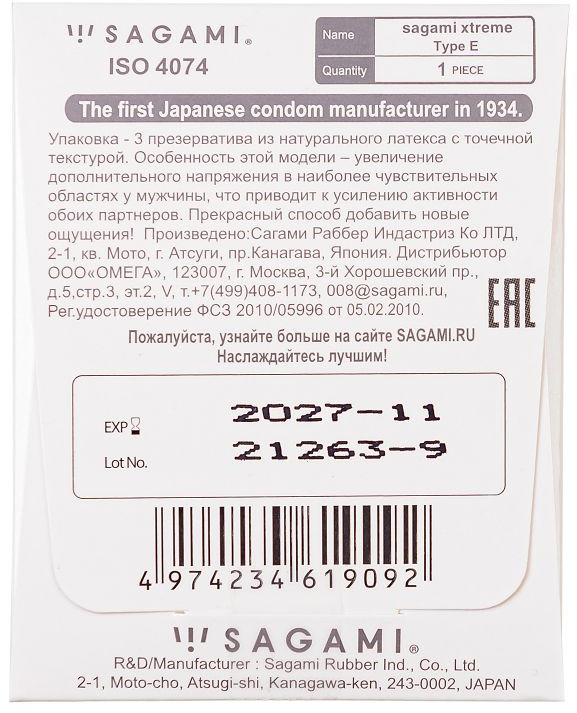 SAGAMI®
ISO 4074
Name sagami xtreme
Type E
Quantity 1 PIECE
The first Japanese condom manufacturer in 1934.
Упаковка - 3 презерватива из натурального латекса с точечной
текстурой. Особенность этой модели – увеличение
дополнительного напряжения в наиболее чувствительных
областях у мужчины, что приводит к усилению активности
обоих партнеров. Прекрасный способ добавить новые
ощущения! Произведено:Сагами Раббер Индастриз Ко ЛТД,
2-1, кв. Мото, г. Атсуги, пр.Канагава, Япония. Дистрибьютор
ООО«ОМЕГА», 123007, г. Москва, 3-й Хорошевский пр.,
д.5,стр.3, эт.2, V, т.+7(499)408-1173, 008@sagami.ru,
Рег.удостоверение ФСЗ 2010/05996 от 05.02.2010.
EAC
Пожалуйста, узнайте больше на сайте SAGAMI.RU
Наслаждайтесь лучшим!
EXP 2027-11
Lot No. 21263-9
4 974234 619092
SAGAMI®
R&D/Manufacturer : Sagami Rubber Ind., Co., Ltd.
2-1, Moto-cho, Atsugi-shi, Kanagawa-ken, 243-0002, JAPAN